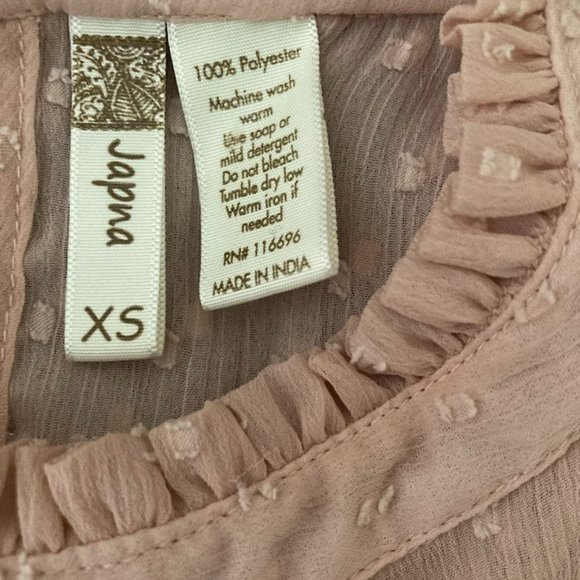 Japna
XS
100% Polyester
Machine wash
warm
Use soap or
mild detergent
Do not bleach
Tumble dry low
Warm iron if
needed
RN# 116696
MADE IN INDIA